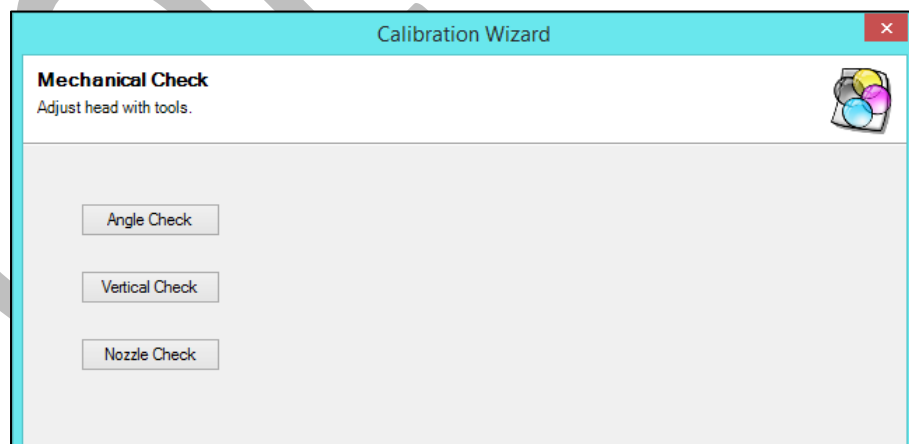 Calibration Wizard
Mechanical Check
Adjust head with tools.
Angle Check
Vertical Check
Nozzle Check